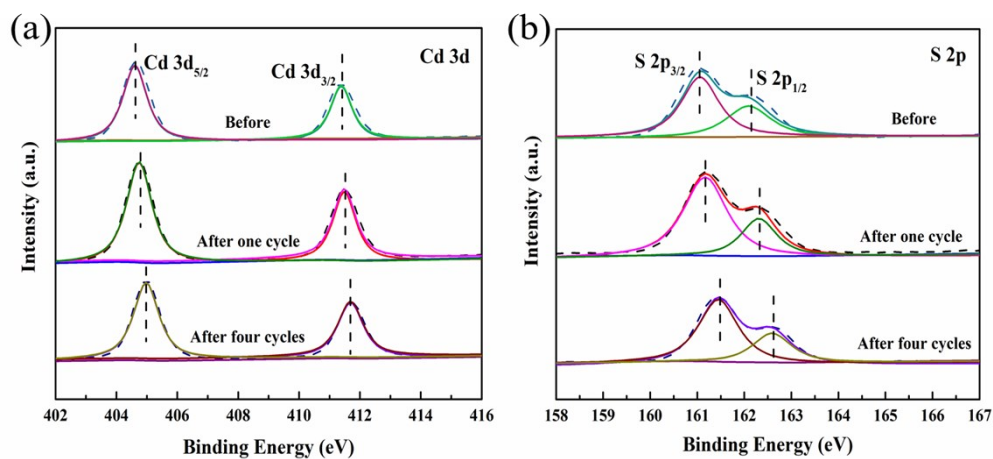 (a)
Cd 3d
Cd 3d5/2
Cd 3d3/2
Before
After one cycle
After four cycles
Intensity (a.u.)
402 404 406 408 410 412 414 416
Binding Energy (eV)
(b)
S 2p
S 2p3/2
S 2p1/2
Before
After one cycle
After four cycles
Intensity (a.u.)
158 159 160 161 162 163 164 165 166 167
Binding Energy (eV)